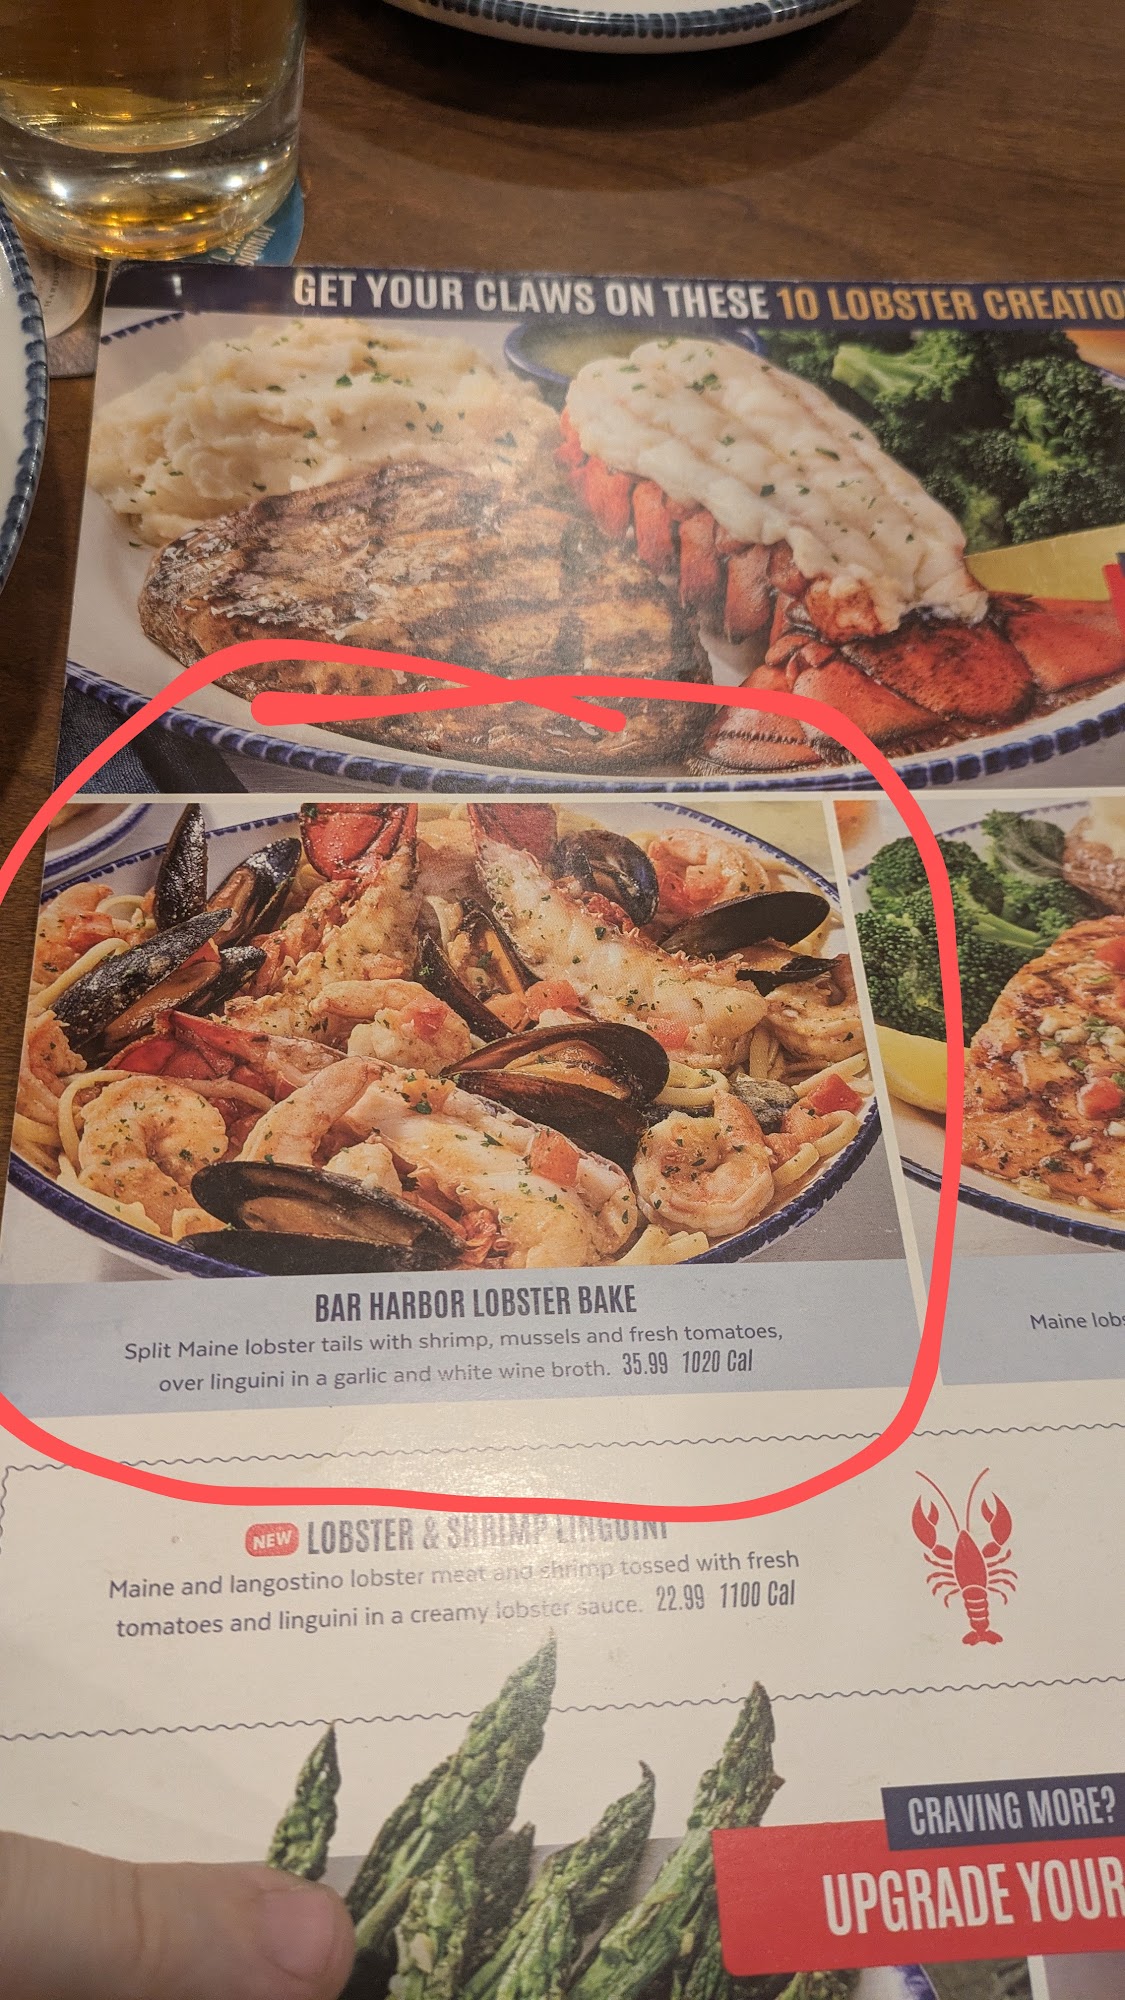 GET YOUR CLAWS ON THESE 10 LOBSTER
BAR HARBOR LOBSTER BAKE
Split Maine lobster tails with shrimp, mussels and fresh tomatoes,
over linguini in a garlic and white wine broth. 35.99 1020 Cal
Maine
NEW LOBSTER & SHRIMP LINGUINI
Maine and langostino lobster meat and shrimp tossed with fresh
tomatoes and linguini in a creamy lobster sauce. 22.99 1100 Cal
CRAVING MORE?
UPGRADE YOUR